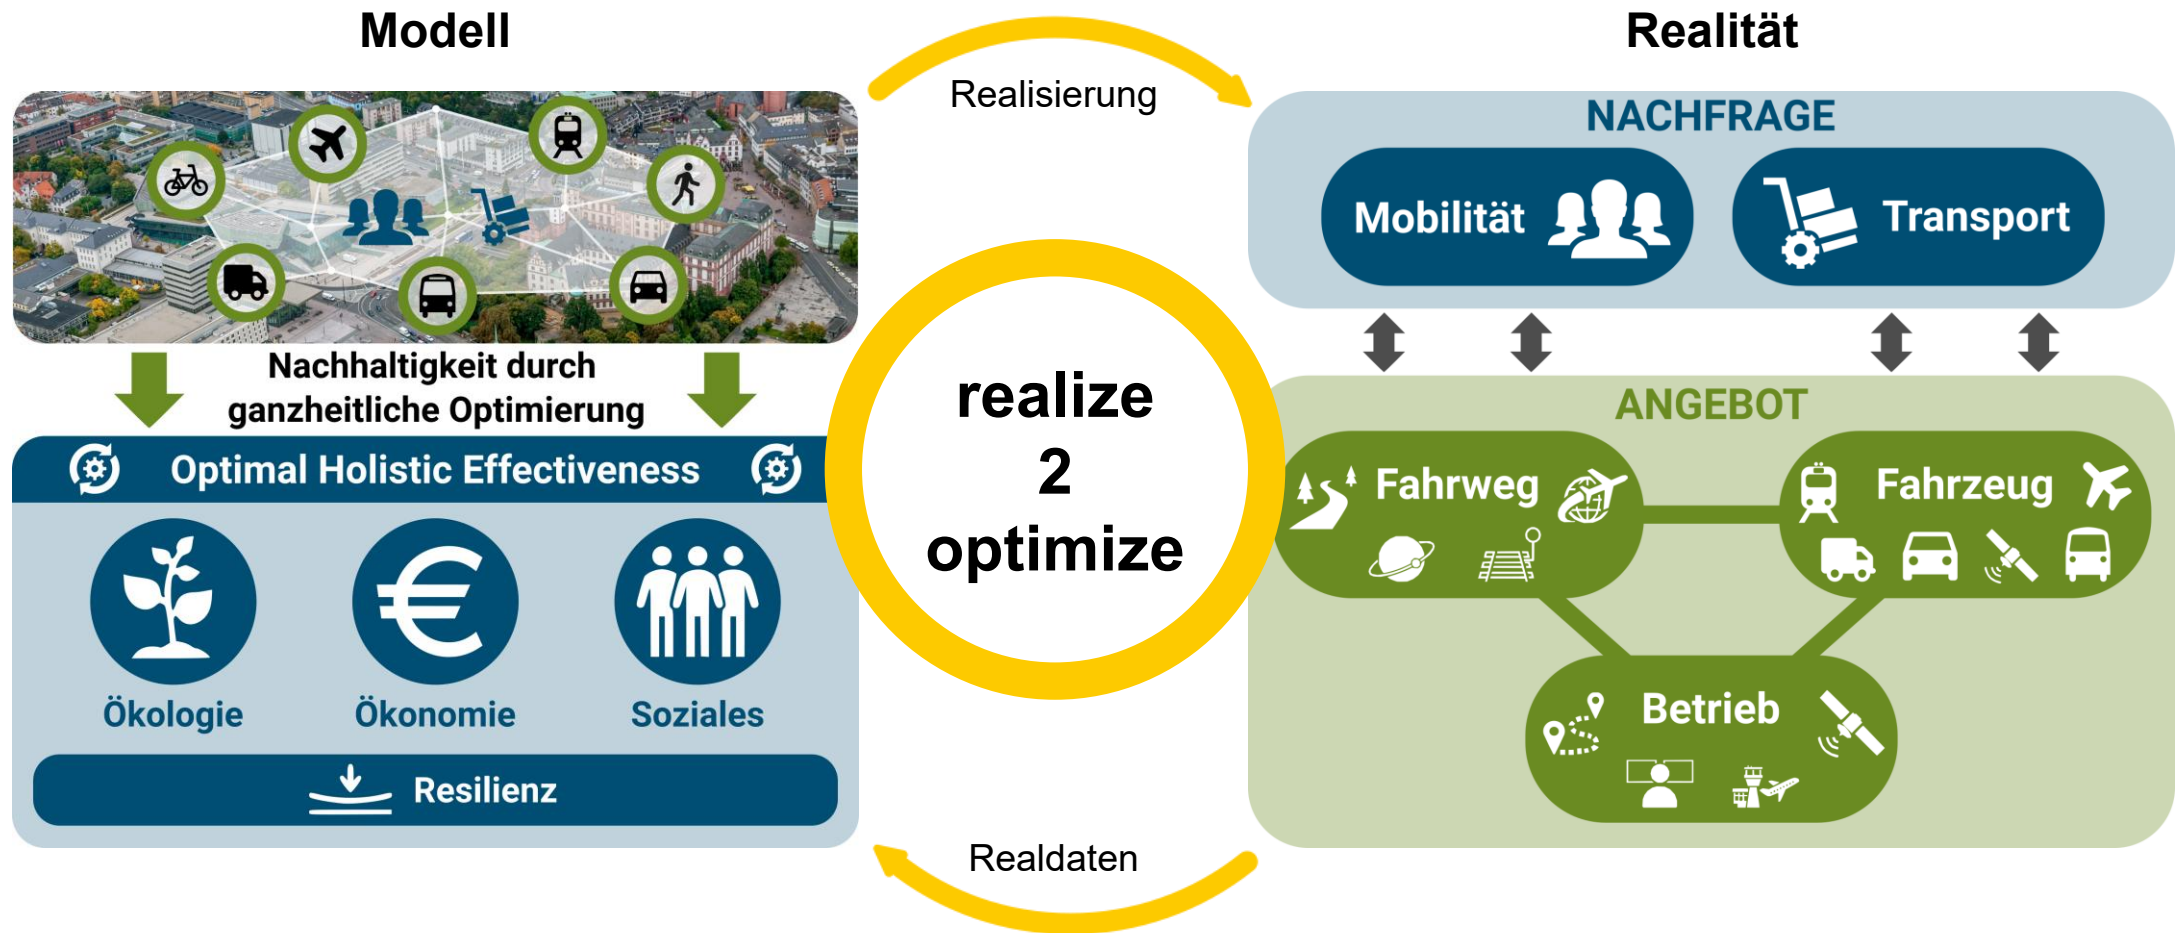 Modell
Realisierung
Realität
NACHFRAGE
Mobilität
Transport
Nachhaltigkeit durch
ganzheitliche Optimierung
Optimal Holistic Effectiveness
Ökologie
Ökonomie
Soziales
Resilienz
realize
2
optimize
ANGEBOT
Fahrweg
Fahrzeug
Betrieb
Realdaten